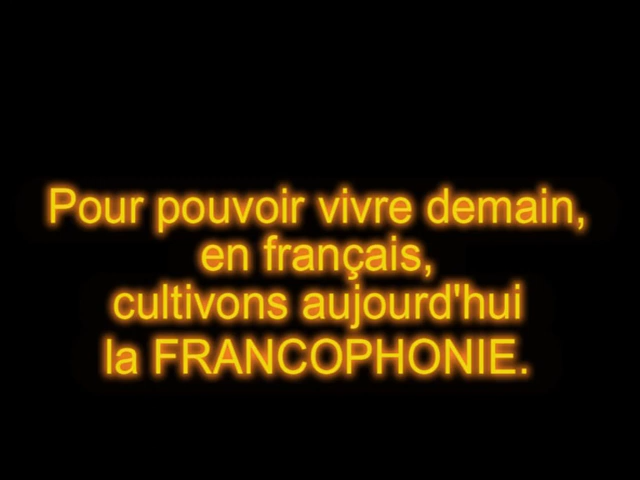 Pour pouvoir vivre demain,
en français,
cultivons aujourd'hui
la FRANCOPHONIE.